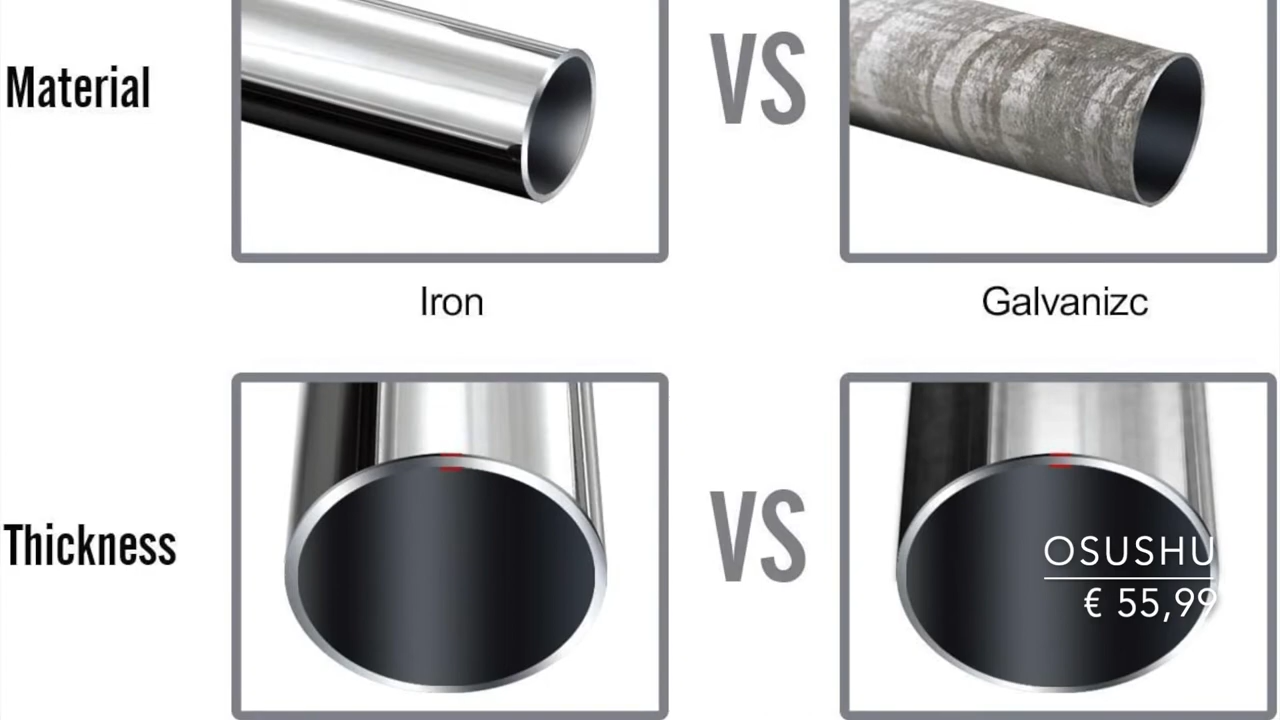 Material
VS
Iron
Galvanizc
Thickness
VS
OSUSHU
€ 55,99